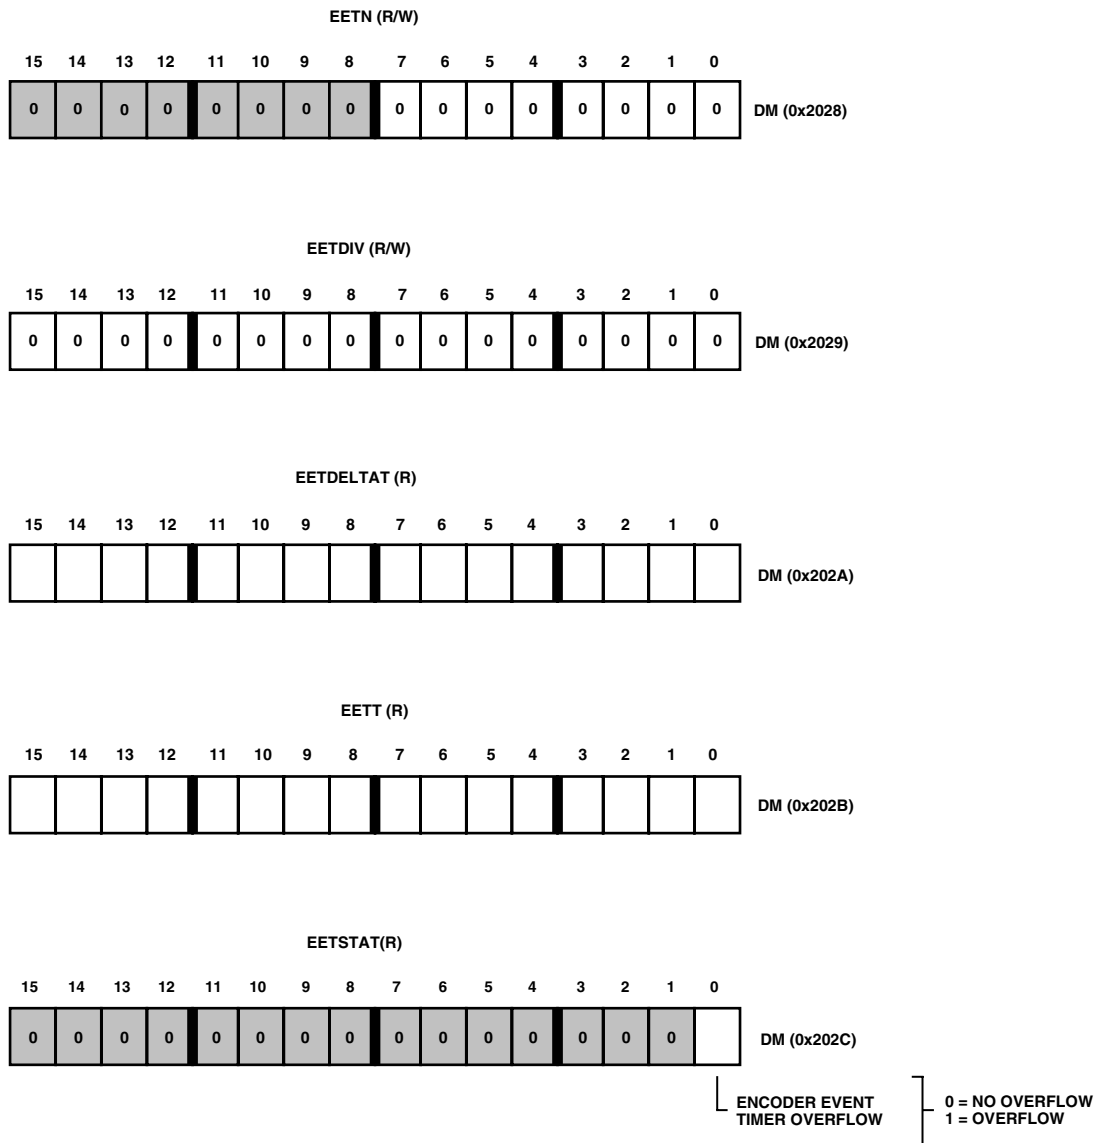 EETN (R/W)
15 14 13 12 11 10 9 8 7 6 5 4 3 2 1 0
0 0 0 0 0 0 0 0 0 0 0 0 0 0 0 0 DM (0x2028)
EETDIV (R/W)
15 14 13 12 11 10 9 8 7 6 5 4 3 2 1 0
0 0 0 0 0 0 0 0 0 0 0 0 0 0 0 0 DM (0x2029)
EETDELTAT (R)
15 14 13 12 11 10 9 8 7 6 5 4 3 2 1 0
DM (0x202A)
EETT (R)
15 14 13 12 11 10 9 8 7 6 5 4 3 2 1 0
DM (0x202B)
EETSTAT(R)
15 14 13 12 11 10 9 8 7 6 5 4 3 2 1 0
0 0 0 0 0 0 0 0 0 0 0 0 0 0 0 DM (0x202C)
ENCODER EVENT
TIMER OVERFLOW
0 = NO OVERFLOW
1 = OVERFLOW